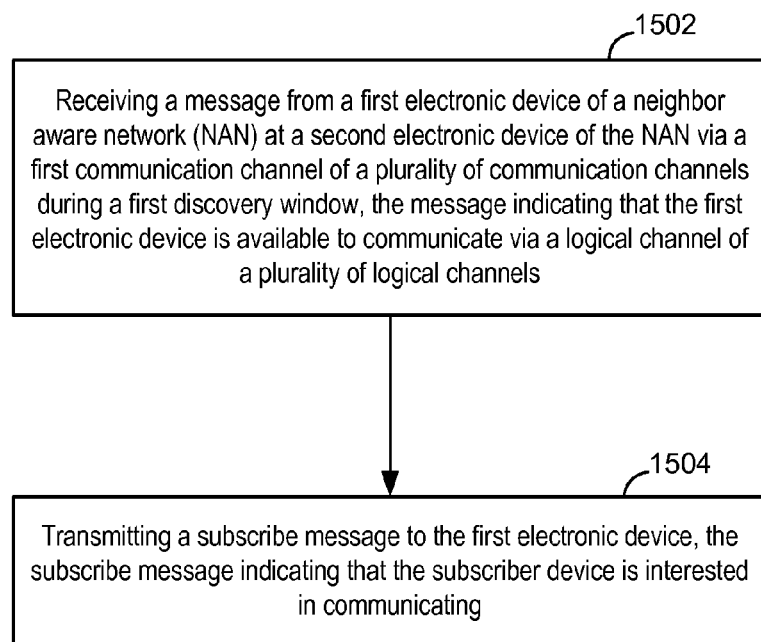 1502
Receiving a message from a first electronic device of a neighbor
aware network (NAN) at a second electronic device of the NAN via a
first communication channel of a plurality of communication channels
during a first discovery window, the message indicating that the first
electronic device is available to communicate via a logical channel of
a plurality of logical channels
1504
Transmitting a subscribe message to the first electronic device, the
subscribe message indicating that the subscriber device is interested
in communicating